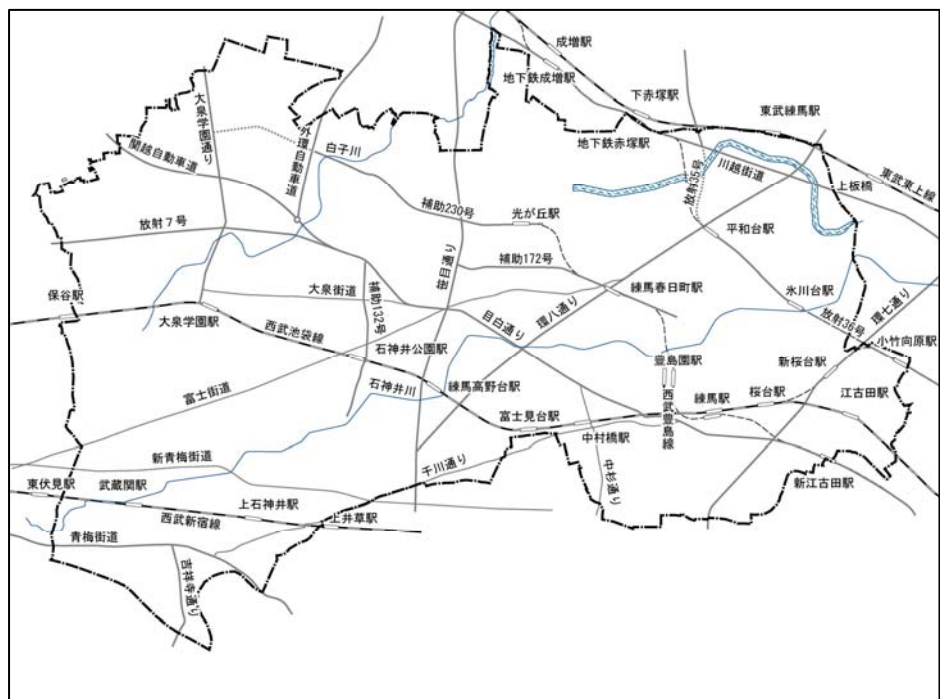 成増駅
地下鉄成増駅
下赤塚駅
東武練馬駅
大泉学園通り
外環自動車道
関越自動車道
白子川
地下鉄赤塚駅
川越街道
放射35号
上板橋
東武東上線
放射7号
補助230号
光が丘駅
平和台駅
笹目通り
補助172号
保谷駅
大泉街道
補助132号
練馬春日町駅
氷川台駅
大泉学園駅
目白通り
環八通り
環七通り
放射36号
西武池袋線
石神井公園駅
小竹向原駅
豊島園駅
新桜台駅
富士街道
石神井川
練馬高野台駅
西武豊島線
練馬駅
桜台駅
江古田駅
富士見台駅
中村橋駅
新青梅街道
千川通り
中杉通り
新江古田駅
東伏見駅
武蔵関駅
上石神井駅
上井草駅
西武新宿線
青梅街道
吉祥寺通り